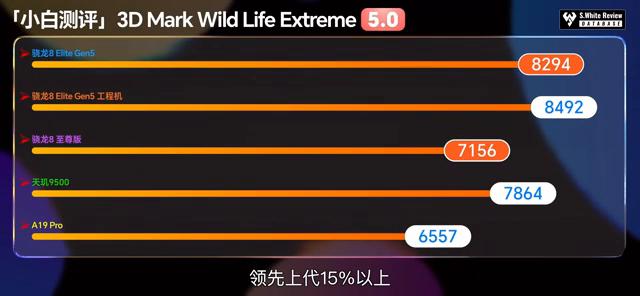 「小白测评」3D Mark Wild Life Extreme 5.0
S.White Review
DATABASE
骁龙8 Elite Gen5
8294
骁龙8 Elite Gen5 工程机
8492
骁龙8 至尊版
7156
天玑9500
7864
A19 Pro
6557
领先上代15%以上